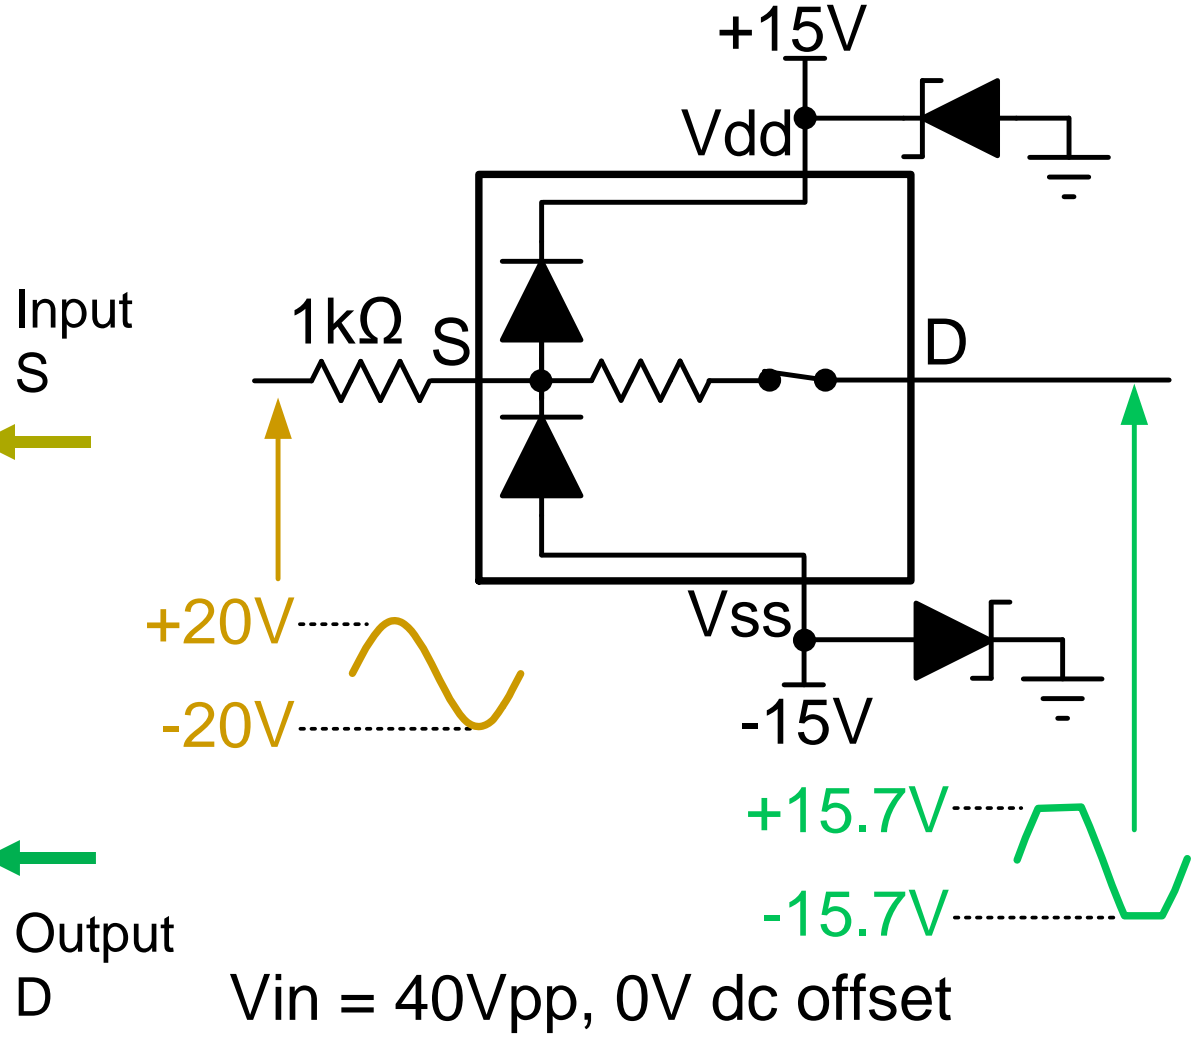 +15V
Vdd
Input
S
1kΩ
S
D
Vss
+20V
-20V
-15V
+15.7V
-15.7V
Output
D
Vin = 40Vpp, 0V dc offset